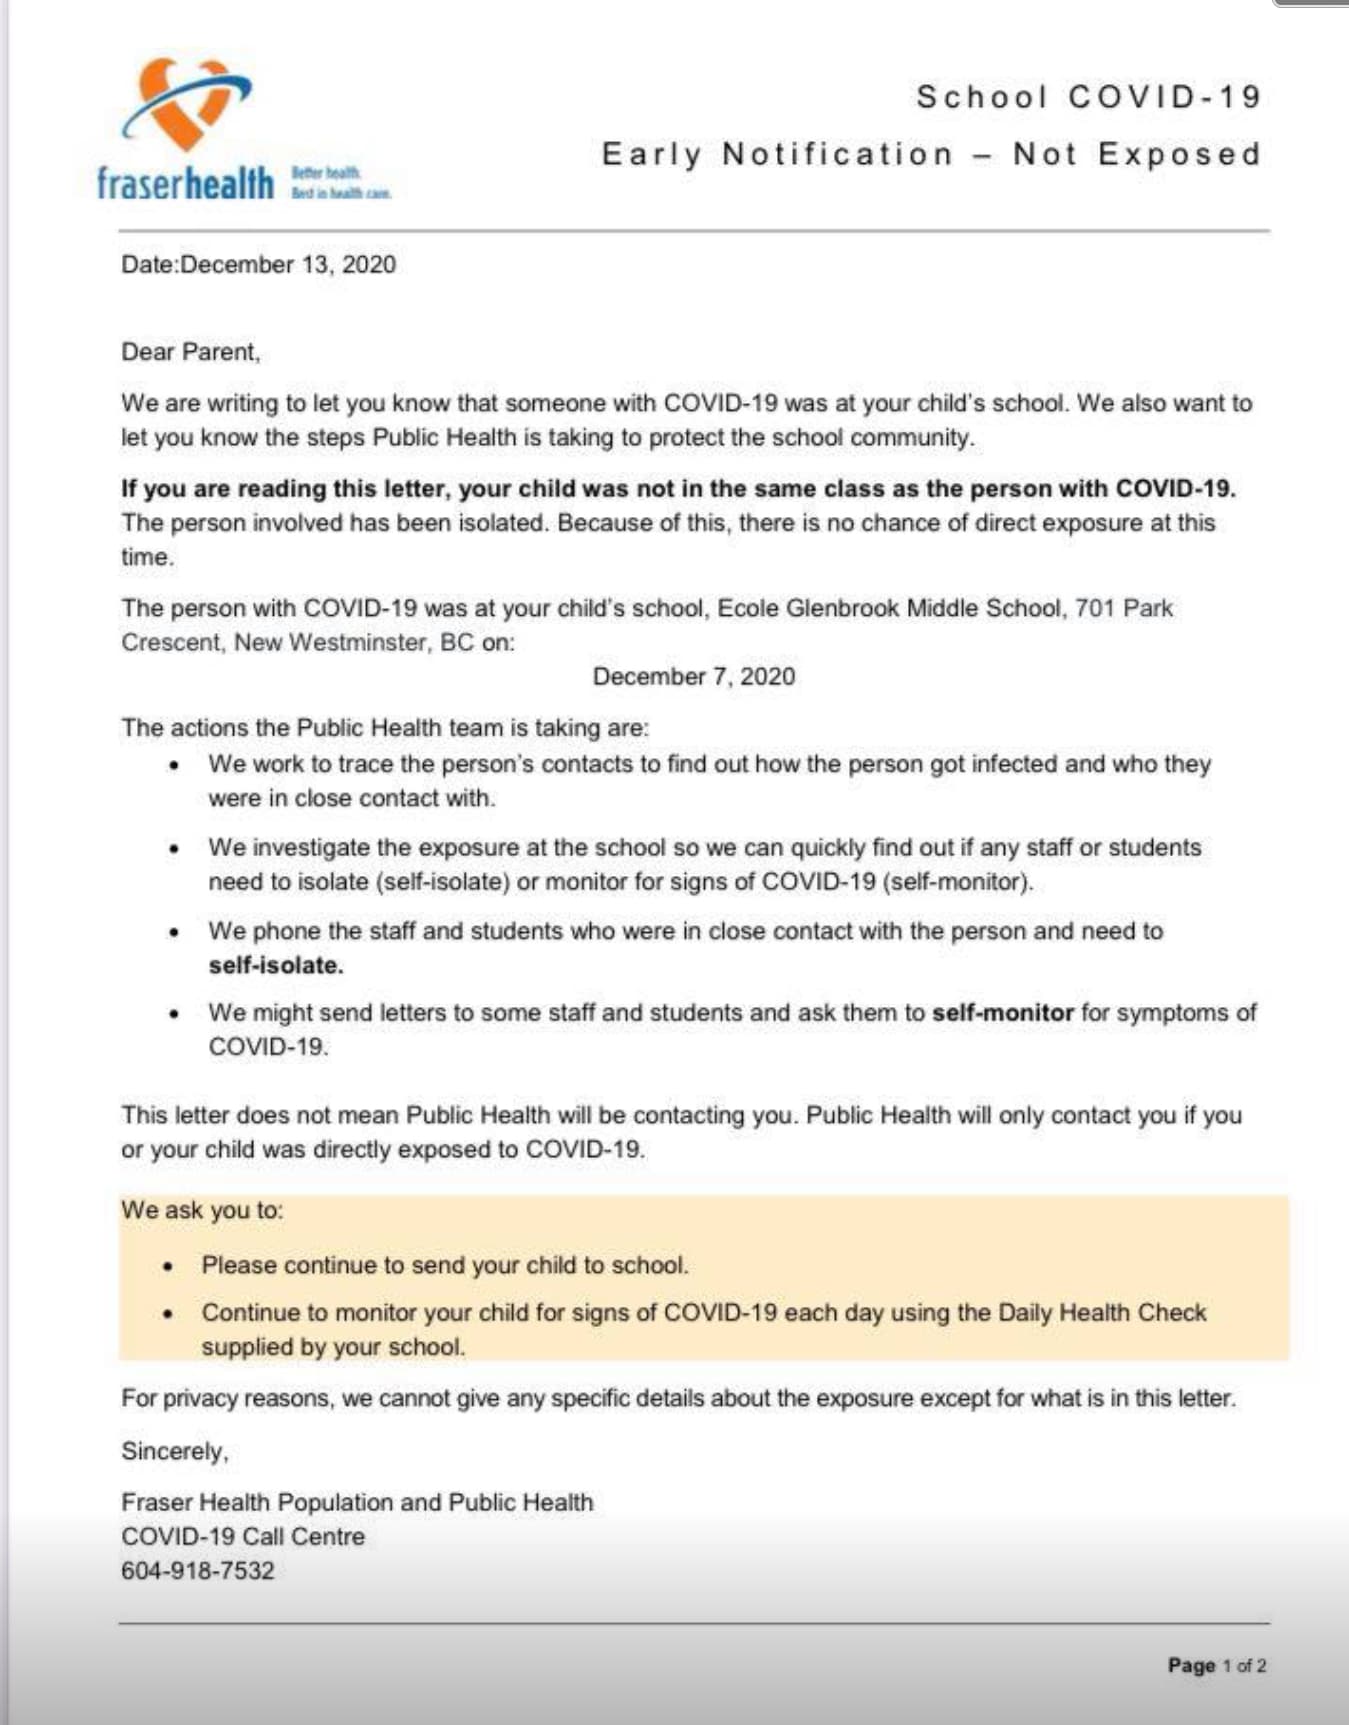 School COVID-19
Early Notification – Not Exposed
fraserhealth
Better health.
Best in health care.
Date:December 13, 2020
Dear Parent,
We are writing to let you know that someone with COVID-19 was at your child's school. We also want to
let you know the steps Public Health is taking to protect the school community.
If you are reading this letter, your child was not in the same class as the person with COVID-19.
The person involved has been isolated. Because of this, there is no chance of direct exposure at this
time.
The person with COVID-19 was at your child's school, Ecole Glenbrook Middle School, 701 Park
Crescent, New Westminster, BC on:
December 7, 2020
The actions the Public Health team is taking are:
• We work to trace the person's contacts to find out how the person got infected and who they
were in close contact with.
• We investigate the exposure at the school so we can quickly find out if any staff or students
need to isolate (self-isolate) or monitor for signs of COVID-19 (self-monitor).
• We phone the staff and students who were in close contact with the person and need to
self-isolate.
• We might send letters to some staff and students and ask them to self-monitor for symptoms of
COVID-19.
This letter does not mean Public Health will be contacting you. Public Health will only contact you if you
or your child was directly exposed to COVID-19.
We ask you to:
• Please continue to send your child to school.
• Continue to monitor your child for signs of COVID-19 each day using the Daily Health Check
supplied by your school.
For privacy reasons, we cannot give any specific details about the exposure except for what is in this letter.
Sincerely,
Fraser Health Population and Public Health
COVID-19 Call Centre
604-918-7532
Page 1 of 2